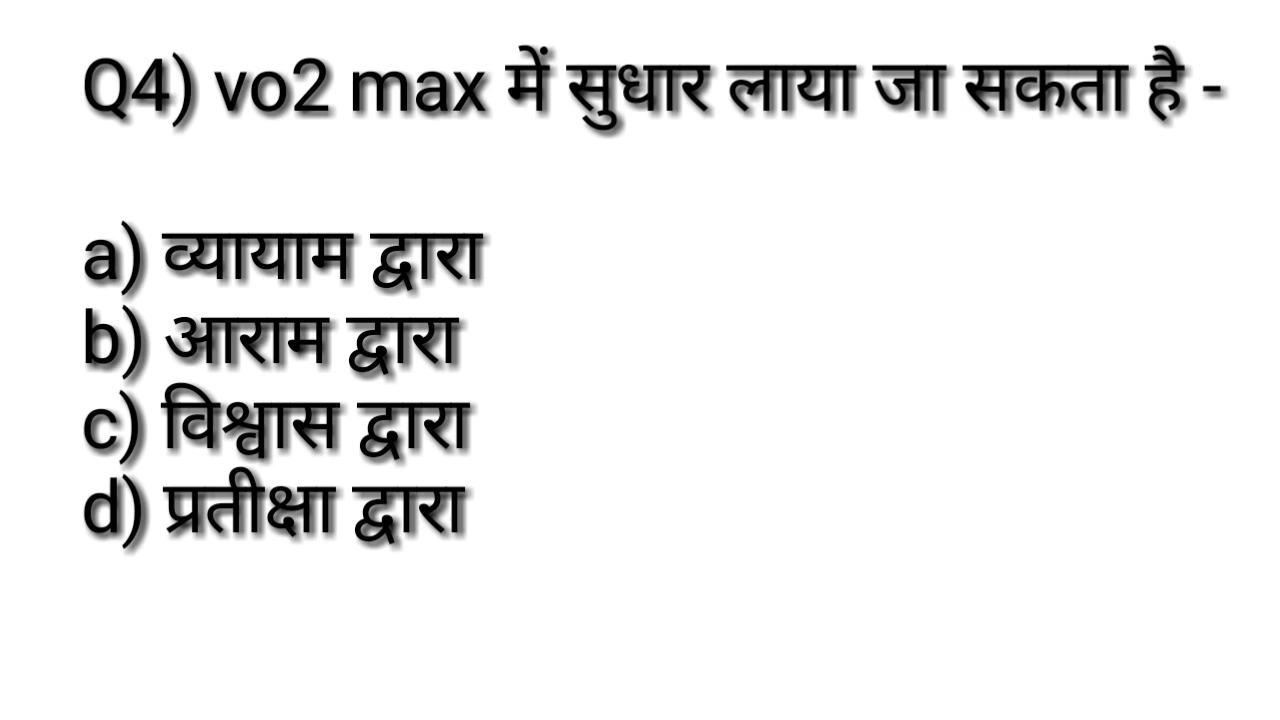 Q4) vo2 max में सुधार लाया जा सकता है -
a) व्यायाम द्वारा
b) आराम द्वारा
c) विश्वास द्वारा
d) प्रतीक्षा द्वारा